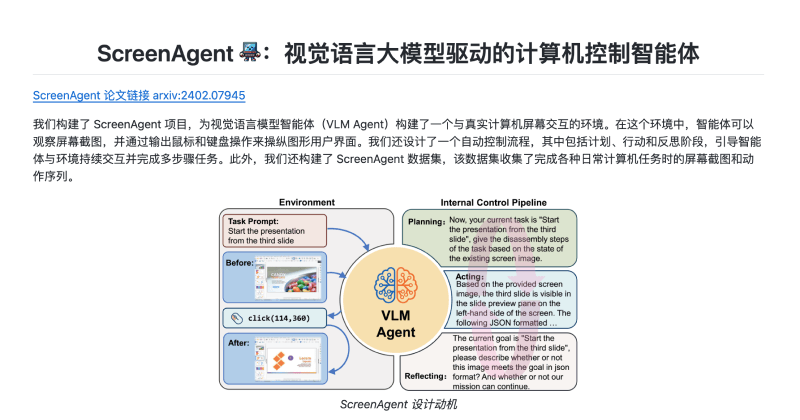 ScreenAgent：视觉语言大模型驱动的计算机控制智能体
ScreenAgent 论文链接 arxiv:2402.07945
我们构建了 ScreenAgent 项目，为视觉语言模型智能体（VLM Agent）构建了一个与真实计算机屏幕交互的环境。在这个环境中，智能体可以
观察屏幕截图，并通过输出鼠标和键盘操作来操纵图形用户界面。我们还设计了一个自动控制流程，其中包括计划、行动和反思阶段，引导智能
体与环境持续交互并完成多步骤任务。此外，我们还构建了 ScreenAgent 数据集，该数据集收集了完成各种日常计算机任务时的屏幕截图和动
作序列。
Environment
Task Prompt:
Start the presentation
from the third slide
Before:
click(114,360)
After:
VLM
Agent
Internal Control Pipeline
Planning:
Now, your current task is "Start
the presentation from the third
slide", give the disassembly steps
of the task based on the state of
the existing screen image.
Acting:
Based on the provided screen
image, the third slide is visible in
the slide preview pane on the
left-hand side of the screen. The
following JSON formatted ...
Reflecting:
The current goal is "Start the
presentation from the third slide",
please describe whether or not
this image meets the goal in json
format? And whether or not our
mission can continue.
ScreenAgent 设计动机